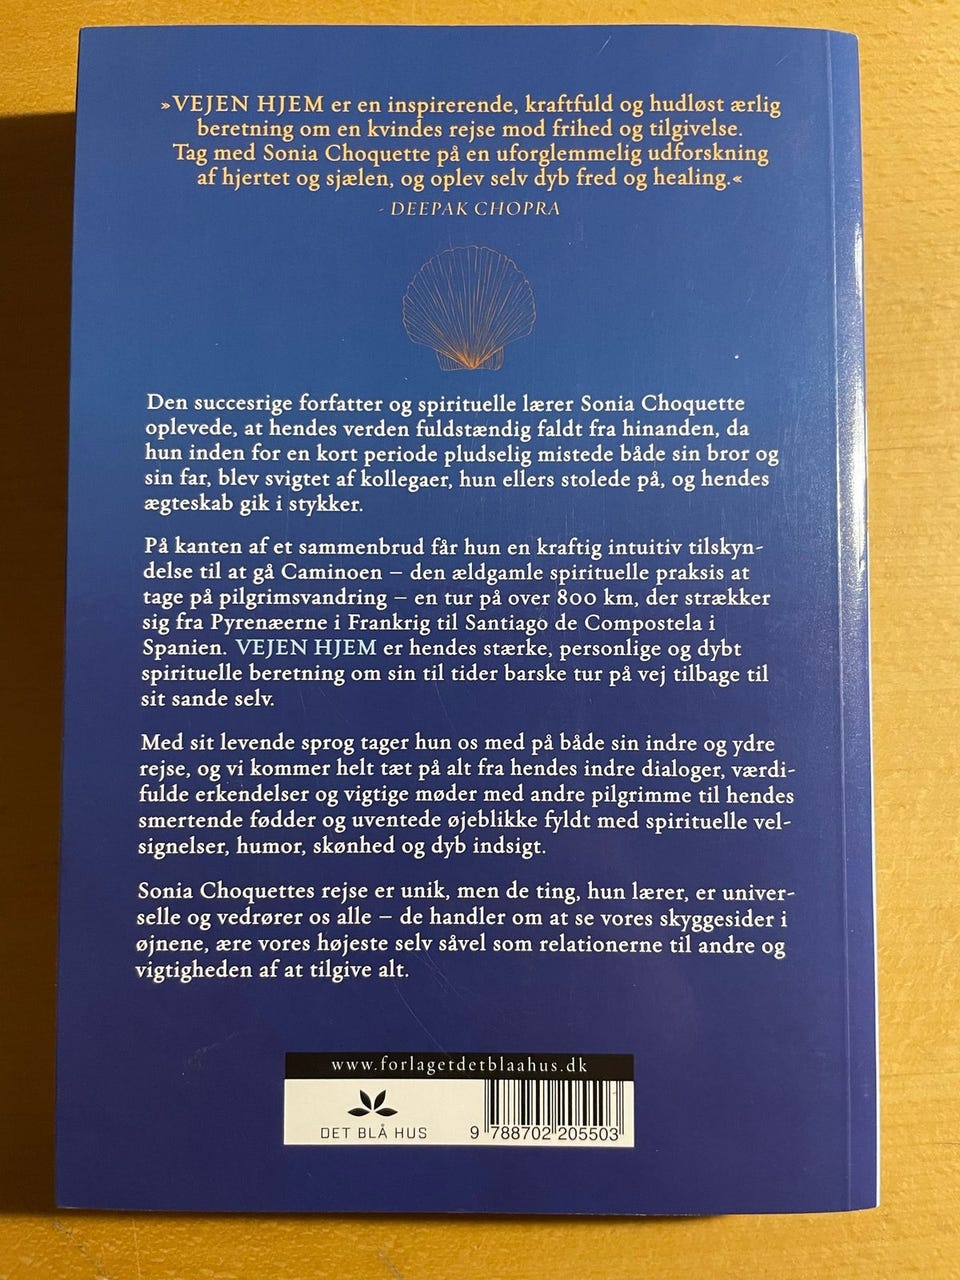 »VEJEN HJEM er en inspirerende, kraftfuld og hudløst ærlig
beretning om en kvindes rejse mod frihed og tilgivelse.
Tag med Sonia Choquette på en uforglemmelig udforskning
af hjertet og sjælen, og oplev selv dyb fred og healing.«
- DEEPAK CHOPRA
Den succesrige forfatter og spirituelle lærer Sonia Choquette
oplevede, at hendes verden fuldstændig faldt fra hinanden, da
hun inden for en kort periode pludselig mistede både sin bror og
sin far, blev svigtet af kollegaer, hun ellers stolede på, og hendes
ægteskab gik i stykker.
På kanten af et sammenbrud får hun en kraftig intuitiv tilskyn-
delse til at gå Caminoen – den ældgamle spirituelle praksis at
tage på pilgrimsvandring – en tur på over 800 km, der strækker
sig fra Pyrenæerne i Frankrig til Santiago de Compostela i
Spanien. VEJEN HJEM er hendes stærke, personlige og dybt
spirituelle beretning om sin til tider barske tur på vej tilbage til
sit sande selv.
Med sit levende sprog tager hun os med på både sin indre og ydre
rejse, og vi kommer helt tæt på alt fra hendes indre dialoger, værdi-
fulde erkendelser og vigtige møder med andre pilgrimme til hendes
smertende fødder og uventede øjeblikke fyldt med spirituelle vel-
signelser, humor, skønhed og dyb indsigt.
Sonia Choquettes rejse er unik, men de ting, hun lærer, er univer-
selle og vedrører os alle – de handler om at se vores skyggesider i
øjnene, ære vores højeste selv såvel som relationerne til andre og
vigtigheden af at tilgive alt.
www.forlagetdetblaahus.dk
DET BLÅ HUS
9 788702 205503